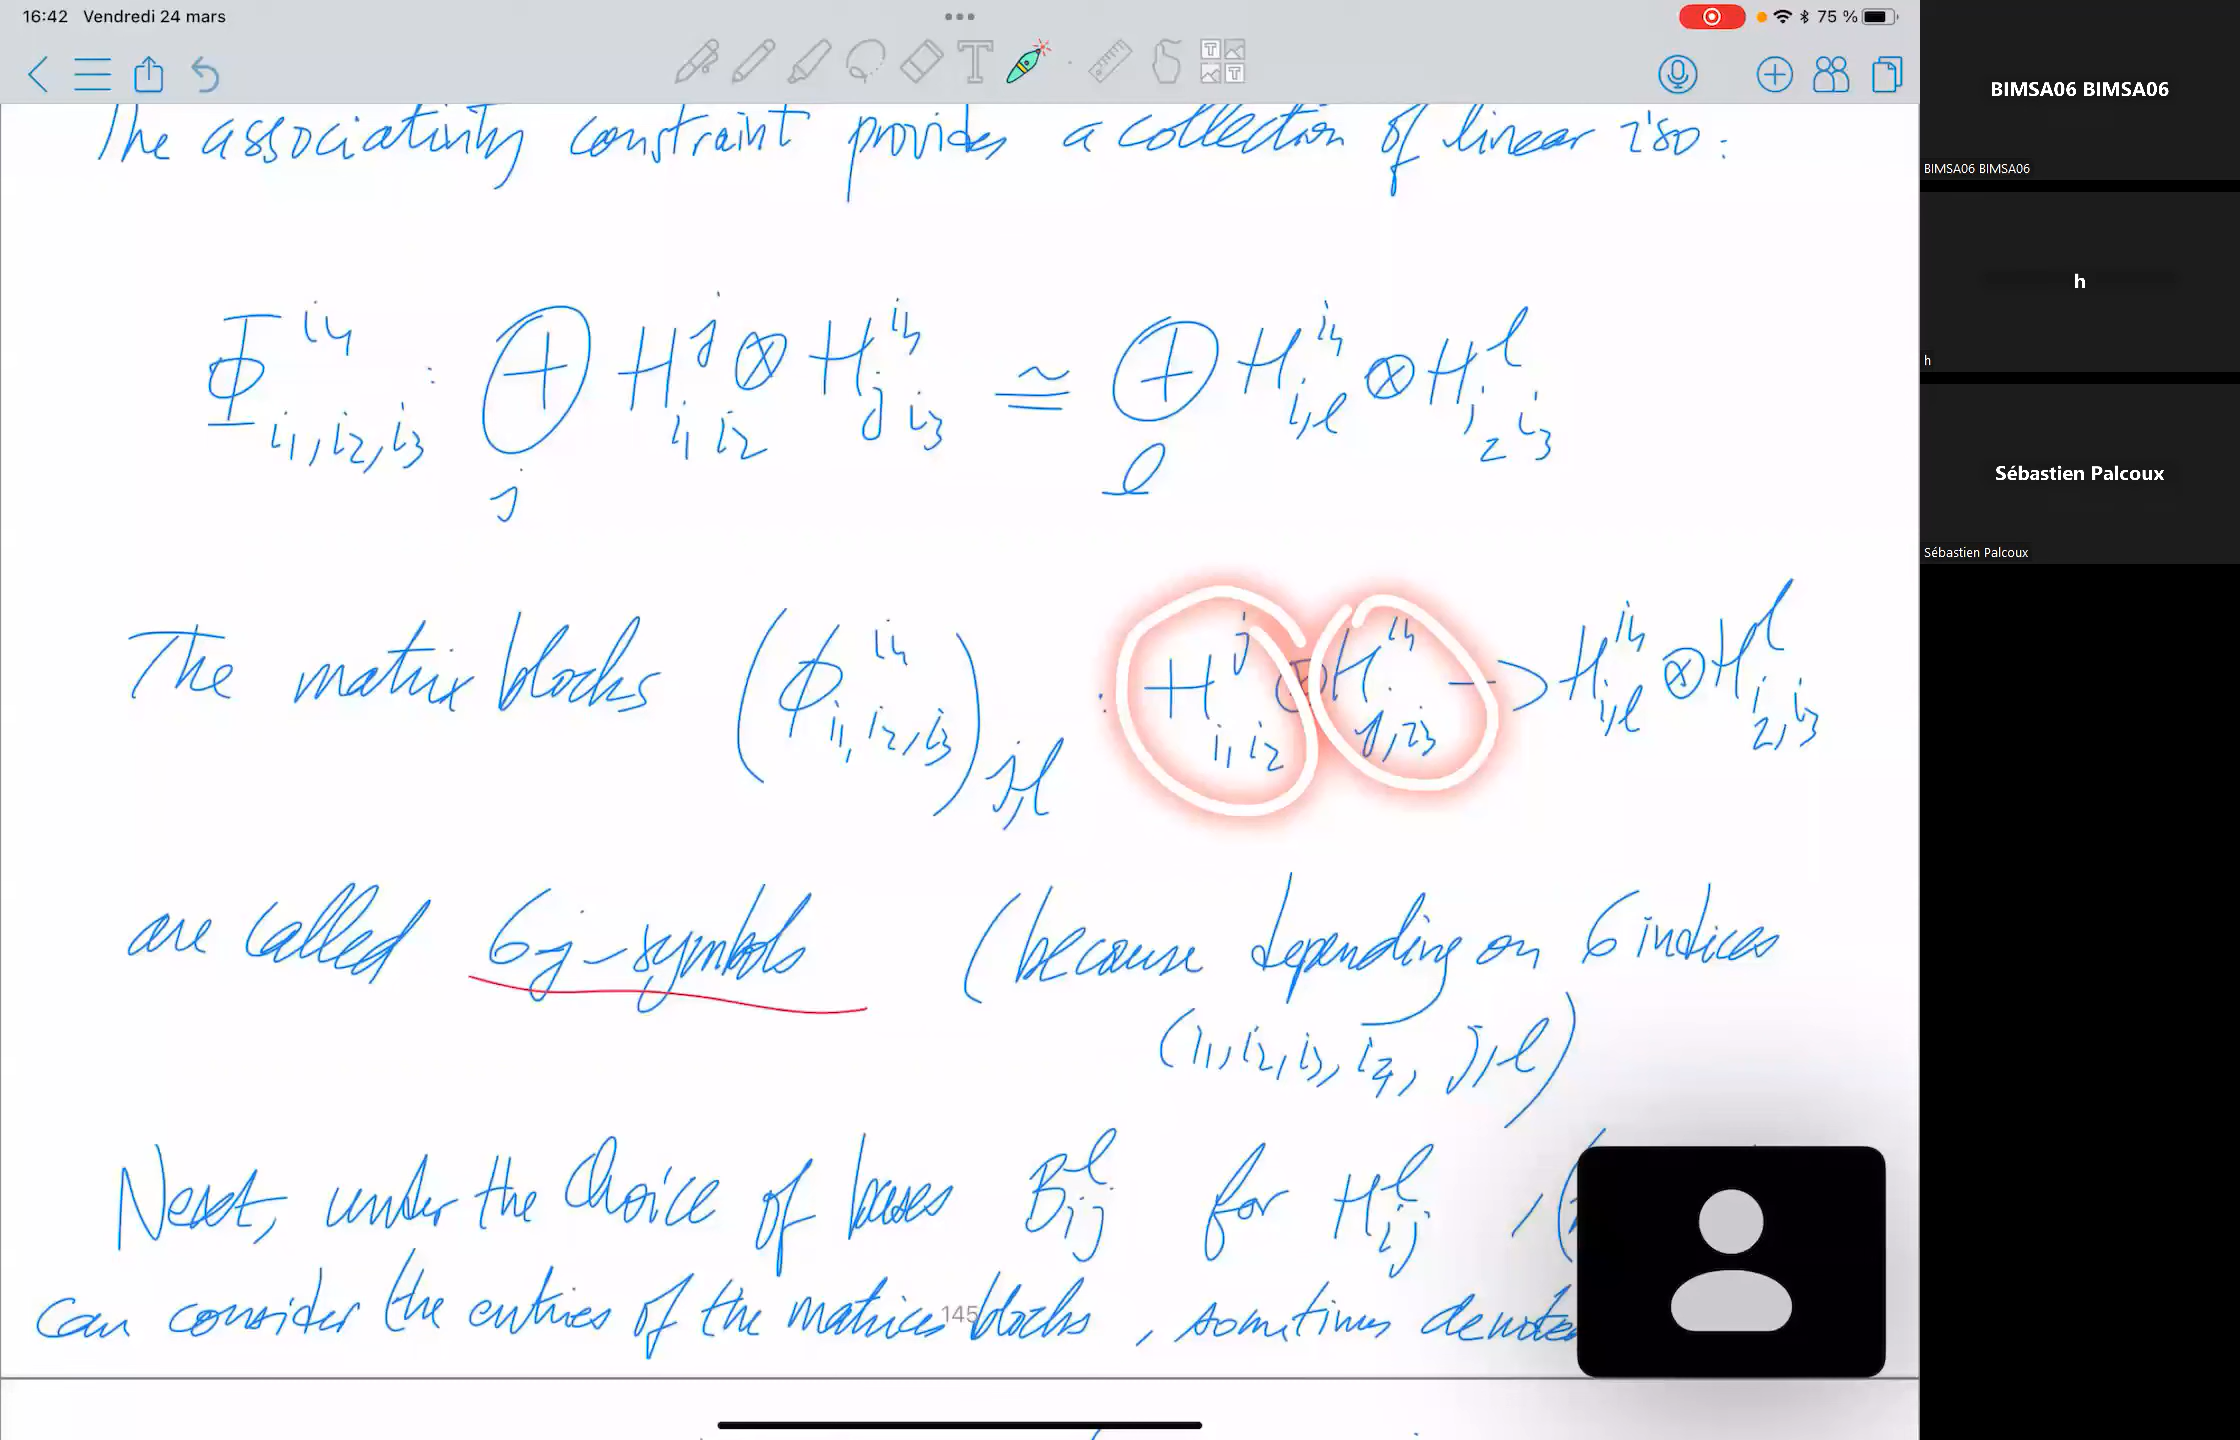 16:42 Vendredi 24 mars
75 %
BIMSA06 BIMSA06
BIMSA06 BIMSA06
h
h
Sébastien Palcoux
Sébastien Palcoux
The associativity constraint provides a collection of linear iso :
Φ^{i_4}_{i_1, i_2, i_3} : ⊕_j H^j_{i_1 i_2} ⊗ H^{i_4}_{j i_3} ≅ ⊕_l H^{i_4}_{i_1 l} ⊗ H^l_{i_2 i_3}
The matrix blocks (Φ^{i_4}_{i_1, i_2, i_3})_{j, l} : H^j_{i_1 i_2} ⊗ H^{i_4}_{j, i_3} → H^{i_4}_{i_1 l} ⊗ H^l_{i_2, i_3}
are called 6j-symbols (because depending on 6 indices
(i_1, i_2, i_3, i_4, j, l)
Next, under the choice of bases B^l_{ij} for H^l_{ij} , (
can consider the entries of the matrices blocks , sometimes denoted
145